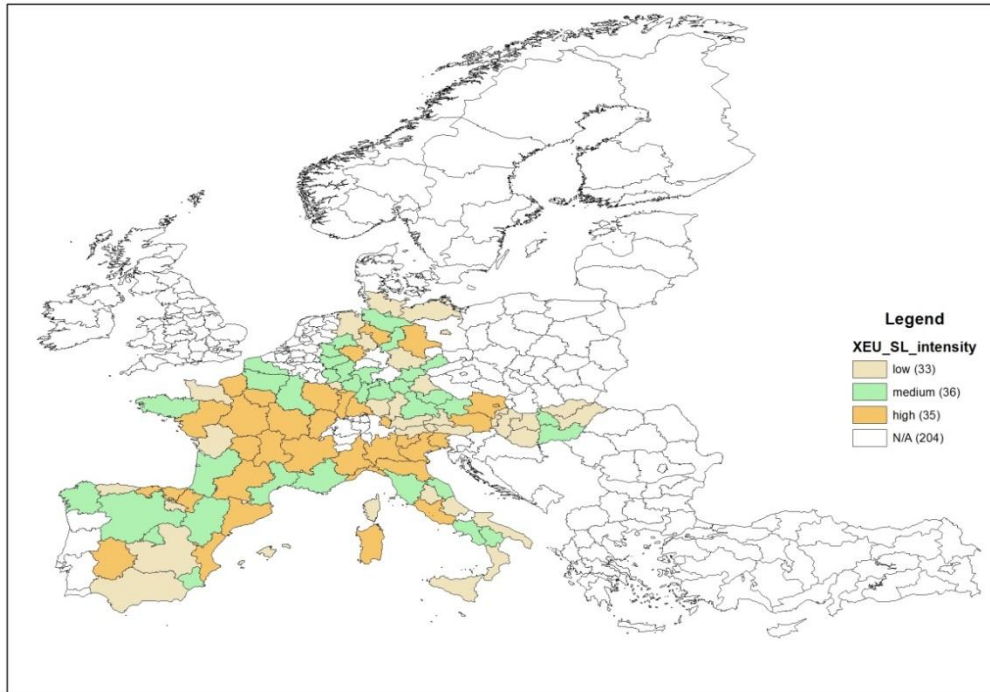 Legend
XEU_SL_intensity
low (33)
medium (36)
high (35)
N/A (204)